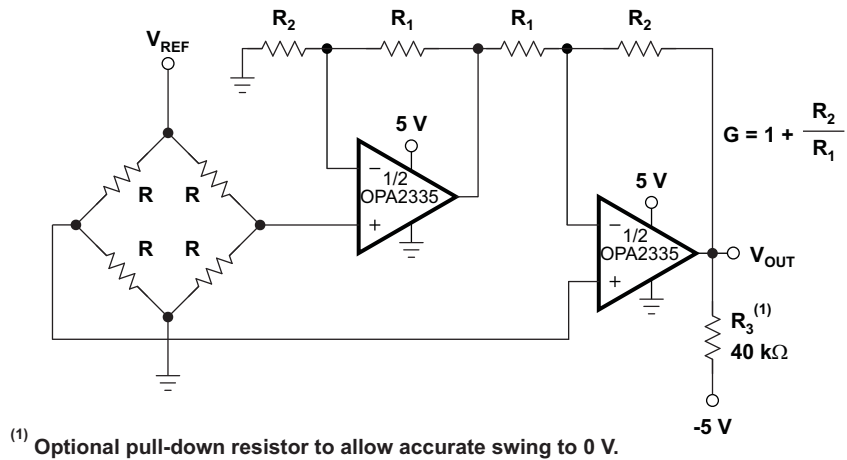 R2 R1 R1 R2
VREF
5 V
G = 1 + R2
R1
R R
−
1/2
OPA2335
+
5 V
R R
−
1/2
OPA2335
+
VOUT
R3(1)
40 kΩ
-5 V
(1) Optional pull-down resistor to allow accurate swing to 0 V.